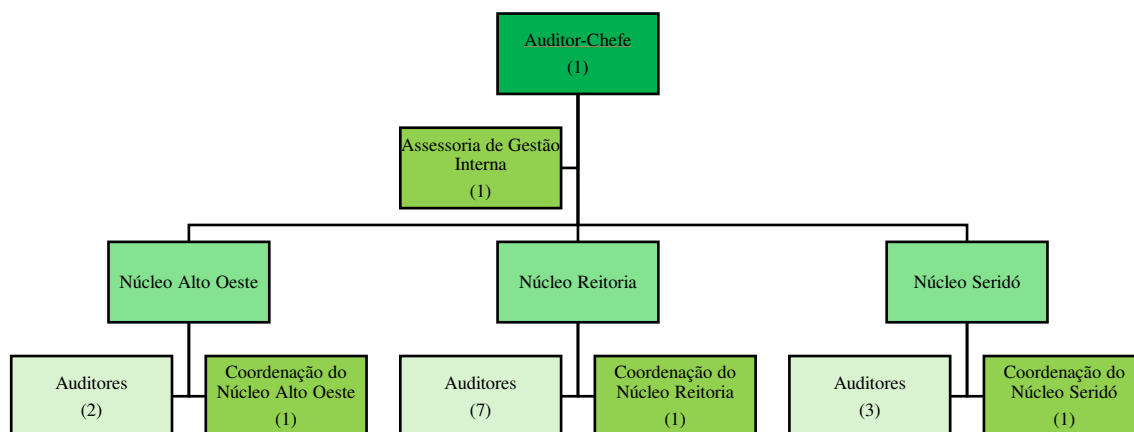 Auditor-Chefe
(1)
Assessoria de Gestão
Interna
(1)
Núcleo Alto Oeste
Núcleo Reitoria
Núcleo Seridó
Auditores
(2)
Coordenação do
Núcleo Alto Oeste
(1)
Auditores
(7)
Coordenação do
Núcleo Reitoria
(1)
Auditores
(3)
Coordenação do
Núcleo Seridó
(1)